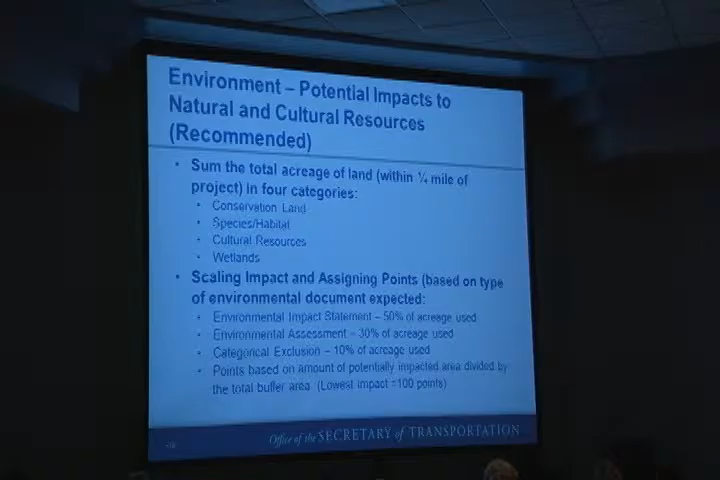 Environment – Potential Impacts to
Natural and Cultural Resources
(Recommended)
• Sum the total acreage of land (within ¼ mile of
project) in four categories:
• Conservation Land
• Species/Habitat
• Cultural Resources
• Wetlands
• Scaling Impact and Assigning Points (based on type
of environmental document expected:
• Environmental Impact Statement – 50% of acreage used
• Environmental Assessment – 30% of acreage used
• Categorical Exclusion – 10% of acreage used
• Points based on amount of potentially impacted area divided by
the total buffer area (Lowest impact =100 points)
Office of the SECRETARY of TRANSPORTATION